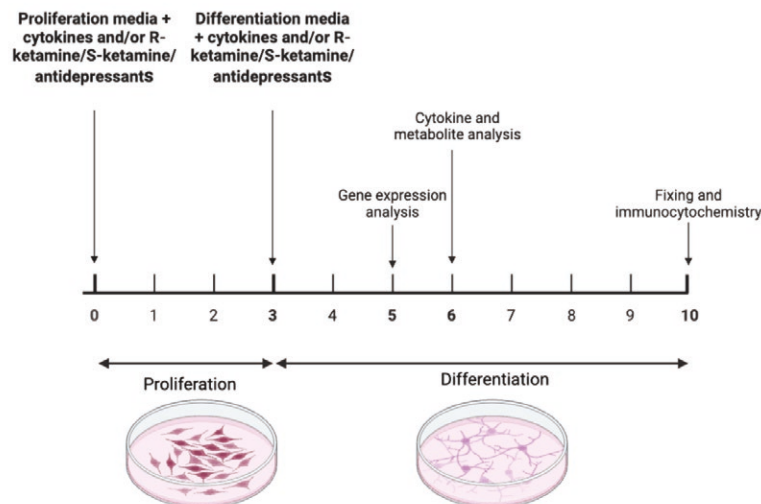 Proliferation media +
cytokines and/or R-
ketamine/S-ketamine/
antidepressants
Differentiation media
+ cytokines and/or R-
ketamine/S-ketamine/
antidepressants
Cytokine and
metabolite analysis
Gene expression
analysis
Fixing and
immunocytochemistry
0 1 2 3 4 5 6 7 8 9 10
Proliferation
Differentiation